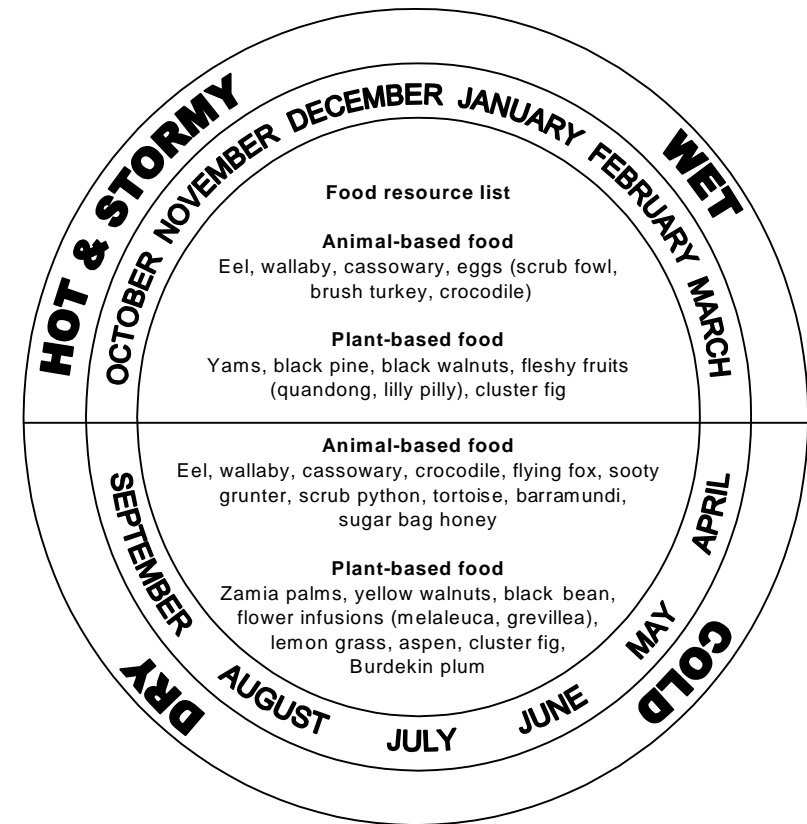 HOT & STORMY
WET
OCTOBER NOVEMBER DECEMBER JANUARY FEBRUARY MARCH
Food resource list
Animal-based food
Eel, wallaby, cassowary, eggs (scrub fowl,
brush turkey, crocodile)
Plant-based food
Yams, black pine, black walnuts, fleshy fruits
(quandong, lilly pilly), cluster fig
Animal-based food
Eel, wallaby, cassowary, crocodile, flying fox, sooty
grunter, scrub python, tortoise, barramundi,
sugar bag honey
Plant-based food
Zamia palms, yellow walnuts, black bean,
flower infusions (melaleuca, grevillea),
lemon grass, aspen, cluster fig,
Burdekin plum
SEPTEMBER AUGUST JULY JUNE MAY APRIL
DRY
COLD